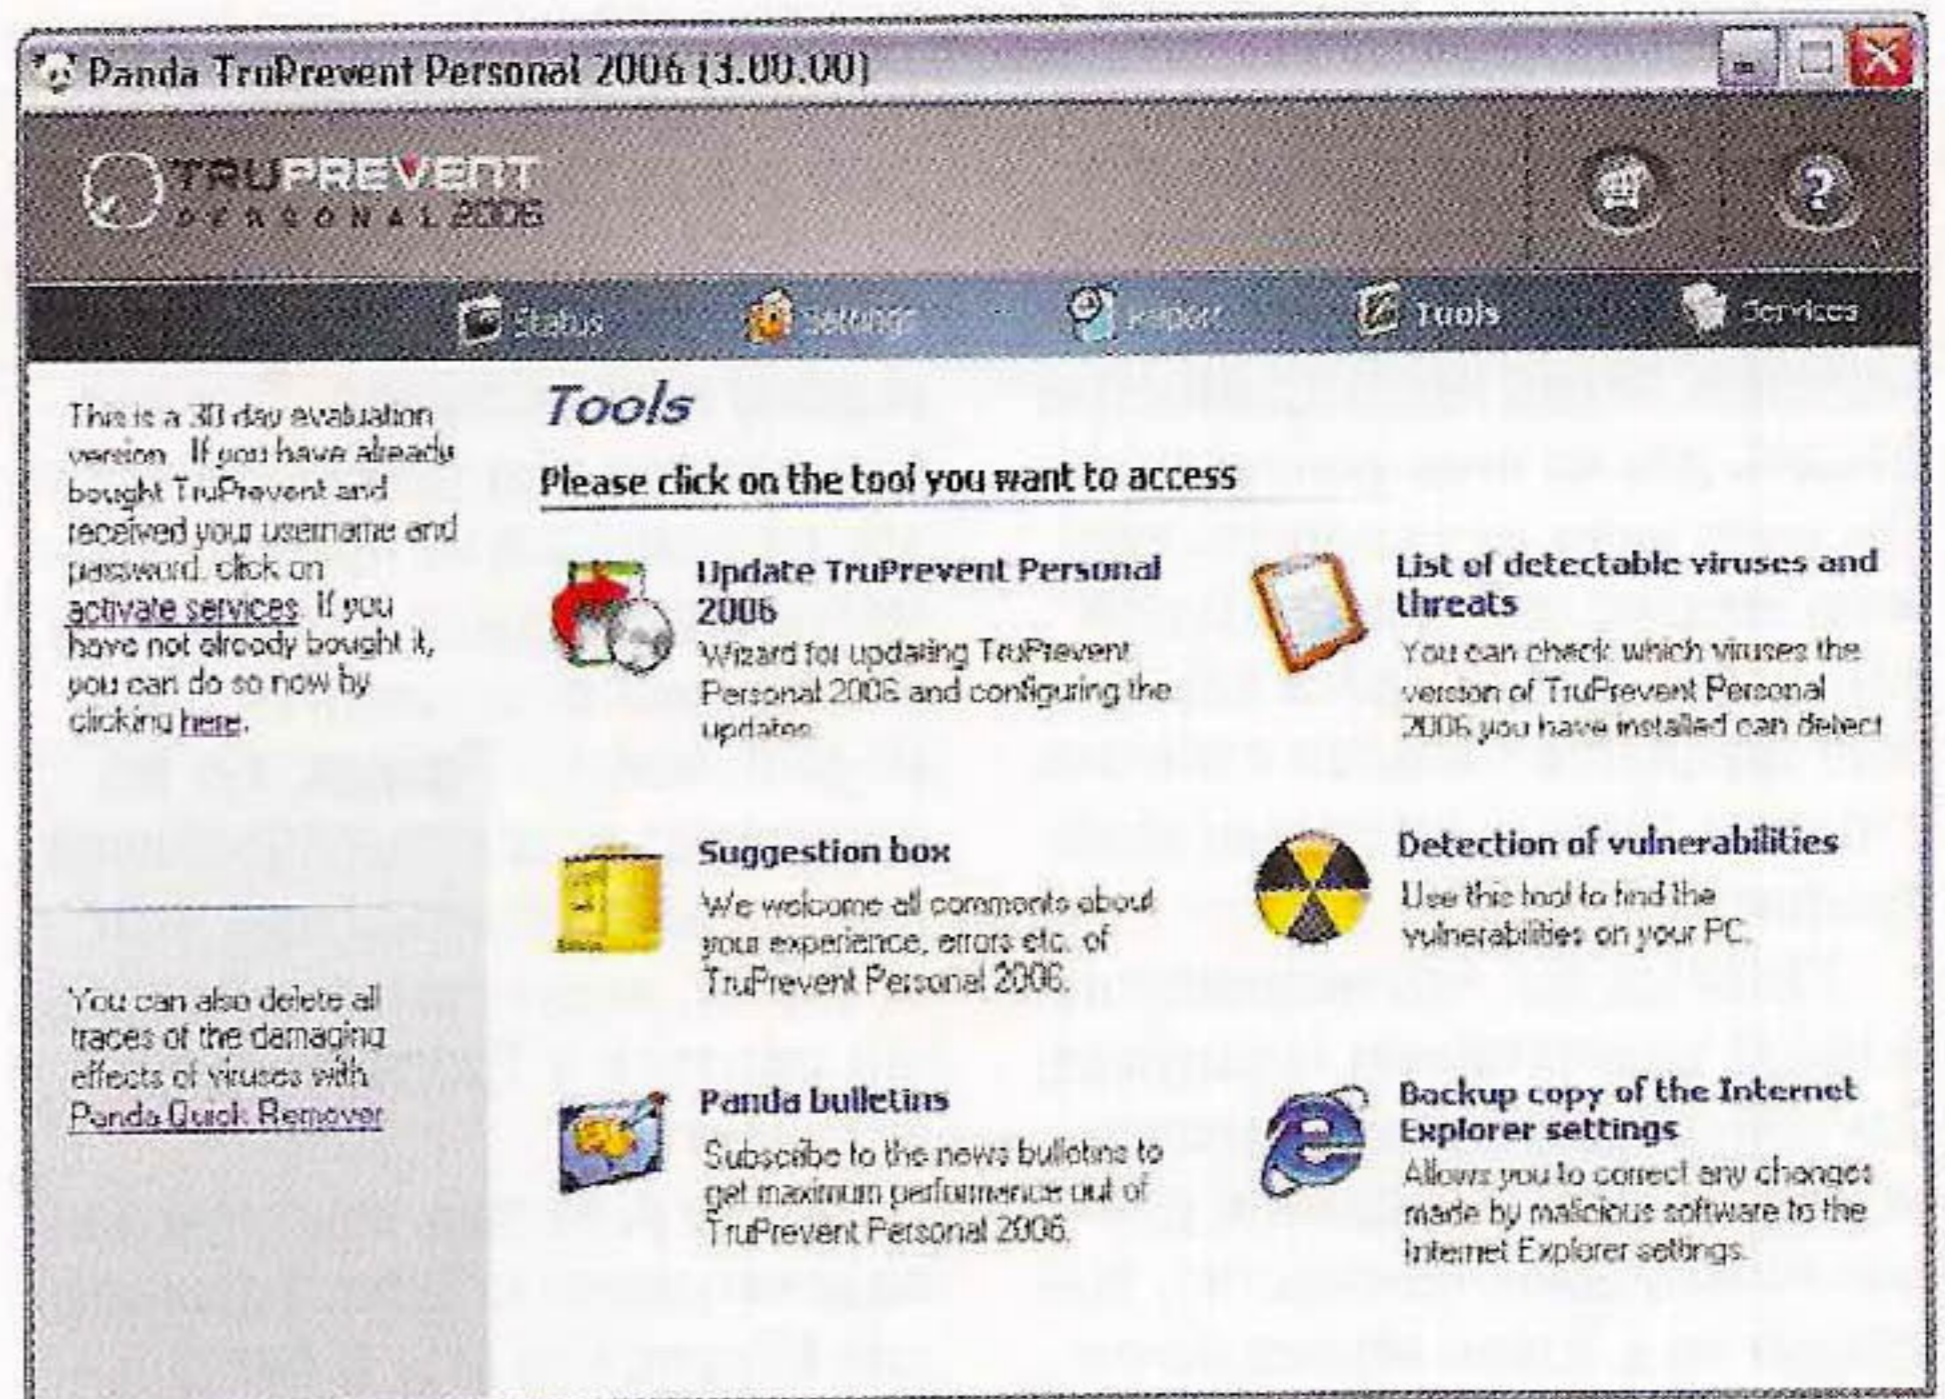 Panda TruPrevent Personal 2006 (3.00.00)
TRUPREVENT
PERSONAL 2006
?
Status
Settings
Report
Tools
Services
This is a 30 day evaluation
version. If you have already
bought TruPrevent and
received your username and
password, click on
activate services. If you
have not already bought it,
you can do so now by
clicking here.
You can also delete all
traces of the damaging
effects of viruses with
Panda Quick Remover
Tools
Please click on the tool you want to access
Update TruPrevent Personal
2006
Wizard for updating TruPrevent
Personal 2006 and configuring the
updates.
List of detectable viruses and
threats
You can check which viruses the
version of TruPrevent Personal
2006 you have installed can detect
Suggestion box
We welcome all comments about
your experience, errors etc. of
TruPrevent Personal 2006.
Detection of vulnerabilities
Use this tool to find the
vulnerabilities on your PC.
Panda bulletins
Subscribe to the news bulletins to
get maximum performance out of
TruPrevent Personal 2006.
Backup copy of the Internet
Explorer settings
Allows you to correct any changes
made by malicious software to the
Internet Explorer settings.